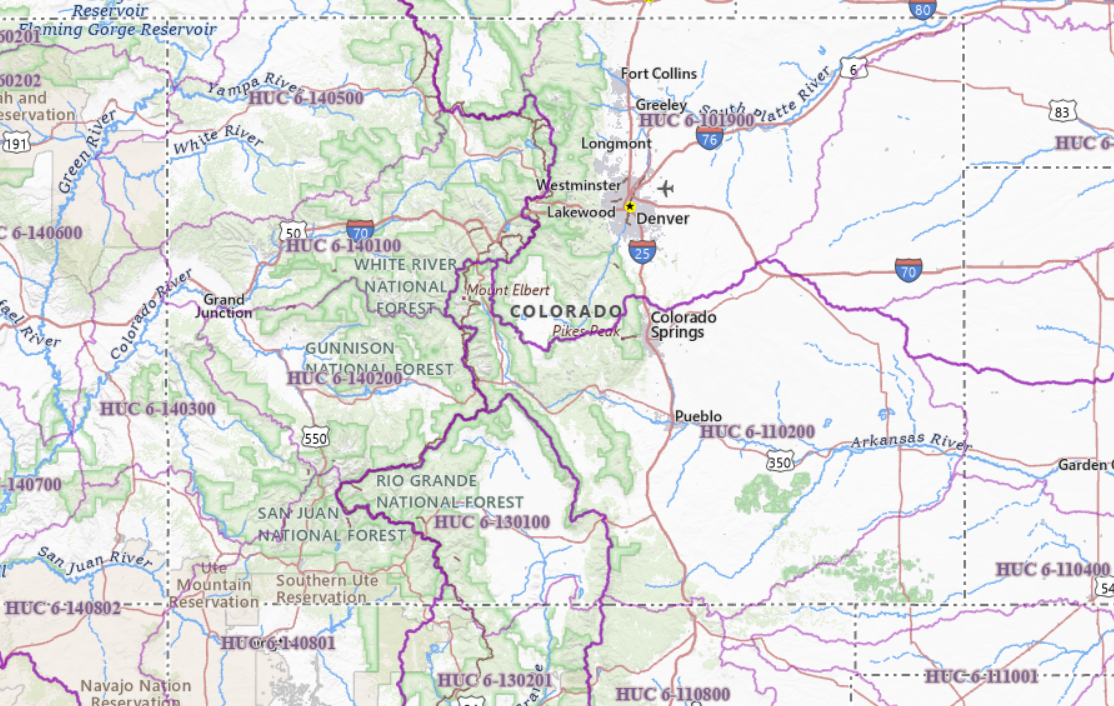 Reservoir
80
Flaming Gorge Reservoir
60201
6
Fort Collins
60202
Yampa River
HUC 6-140500
Greeley
South Platte River
ah and
eservation
83
HUC 6-101900
76
191
White River
Longmont
HUC 6-
Green River
Westminster
Lakewood
Denver
50
70
C 6-140600
HUC 6-140100
25
WHITE RIVER
NATIONAL
FOREST
70
Mount Elbert
Colorado River
Grand
Junction
COLORADO
Colorado
Springs
Pikes Peak
fael River
GUNNISON
NATIONAL FOREST
HUC 6-140200
HUC 6-140300
Pueblo
HUC 6-110200
550
Arkansas River
350
Garden C
-140700
RIO GRANDE
NATIONAL FOREST
SAN JUAN
NATIONAL FOREST
HUC 6-130100
San Juan River
Ute
Mountain
Reservation
Southern Ute
Reservation
HUC 6-110400
54
HUC 6-140802
HUC 6-140801
HUC 6-130201
HUC 6-111001
Navajo Nation
Reservation
HUC 6-110800